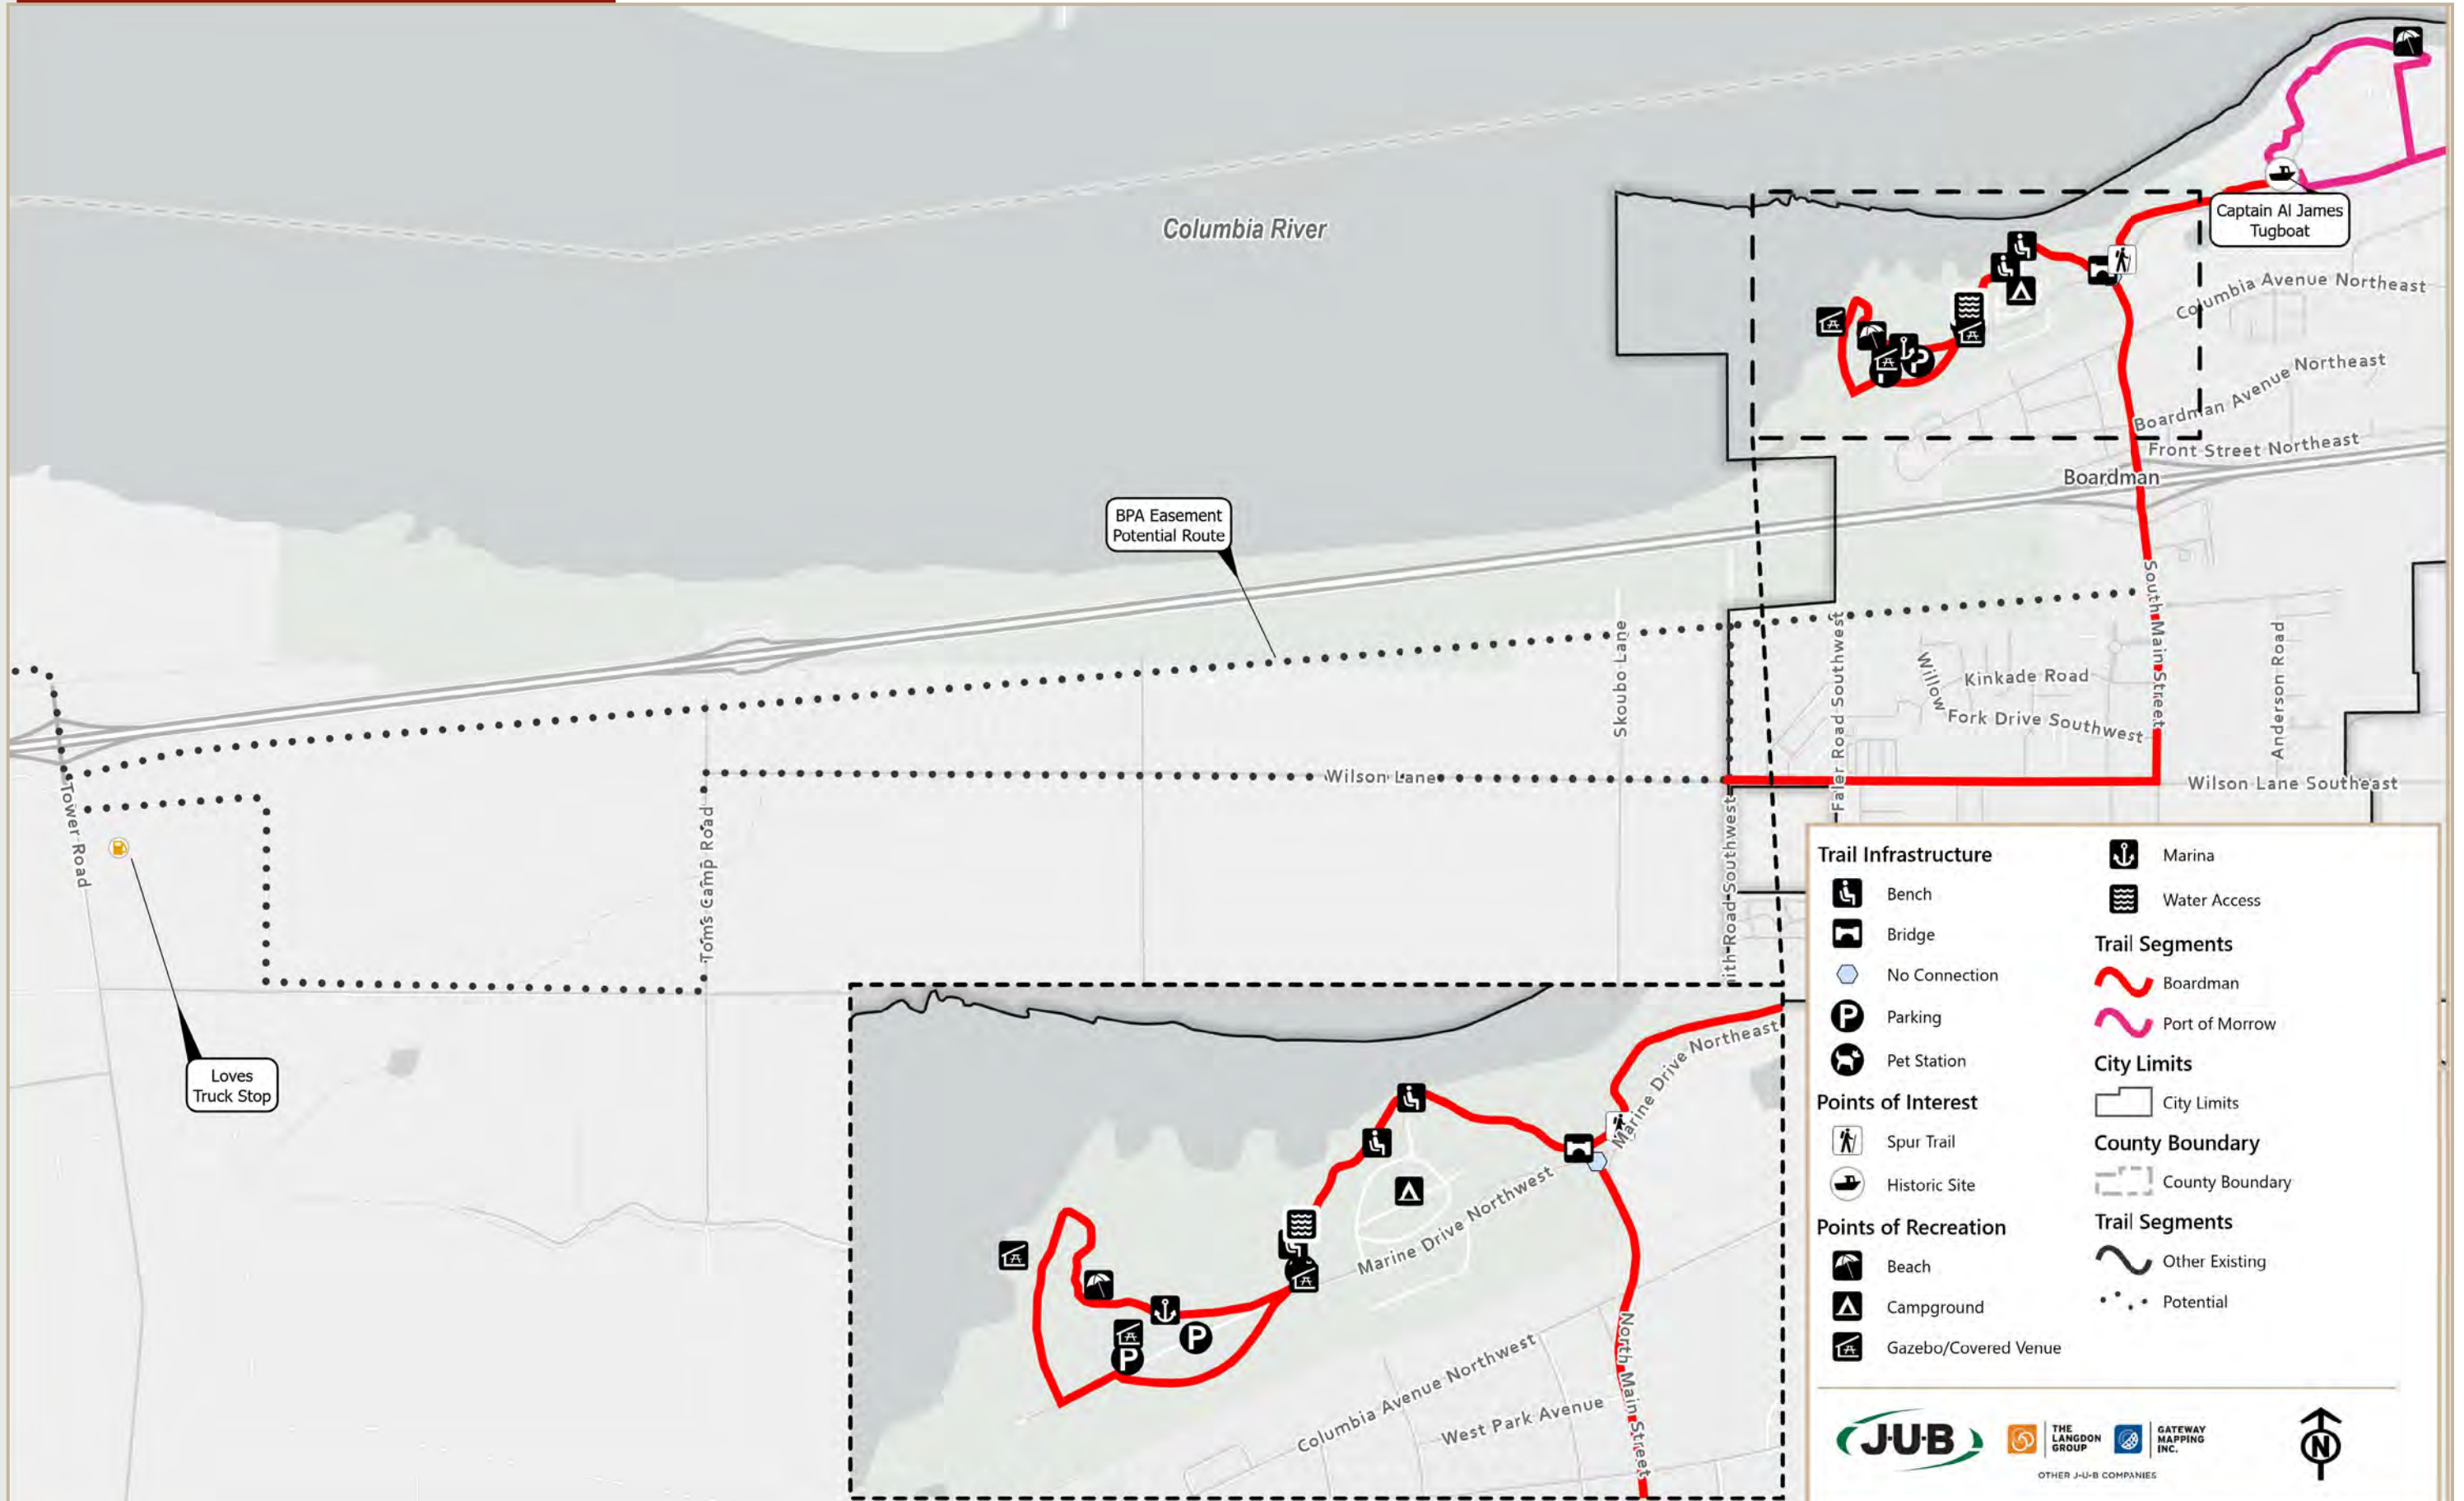 Columbia River
Captain Al James
Tugboat
Columbia Avenue Northeast
Boardman Avenue Northeast
Front Street Northeast
Boardman
BPA Easement
Potential Route
South Main Street
Skoubo Lane
Faler Road Southwest
Willow
Fork Drive Southwest
Kinkade Road
Anderson Road
Wilson Lane
Wilson Lane Southeast
Tower Road
Toms Camp Road
ith Road Southwest
Loves
Truck Stop
Marine Drive Northeast
Marine Drive Northwest
Columbia Avenue Northwest
West Park Avenue
North Main Street
P
P
Trail Infrastructure
Bench
Bridge
No Connection
P Parking
Pet Station
Points of Interest
Spur Trail
Historic Site
Points of Recreation
Beach
Campground
Gazebo/Covered Venue
Marina
Water Access
Trail Segments
Boardman
Port of Morrow
City Limits
City Limits
County Boundary
County Boundary
Trail Segments
Other Existing
Potential
J·U·B
THE
LANGDON
GROUP
GATEWAY
MAPPING
INC.
OTHER J-U-B COMPANIES
N